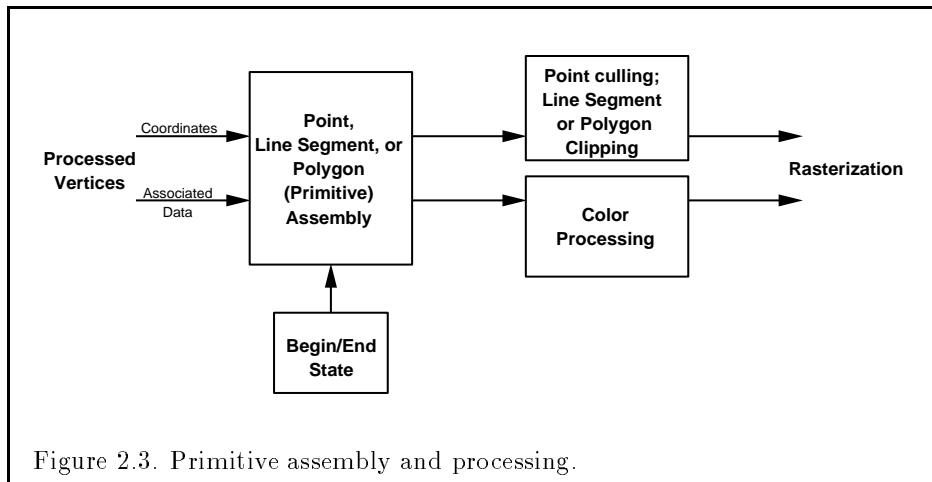 Processed
Vertices
Coordinates
Associated
Data
Point,
Line Segment, or
Polygon
(Primitive)
Assembly
Begin/End
State
Point culling;
Line Segment
or Polygon
Clipping
Color
Processing
Rasterization
Figure 2.3. Primitive assembly and processing.